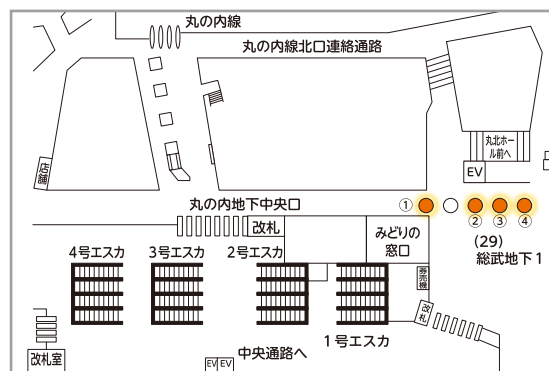 丸の内線
丸の内線北口連絡通路
丸北ホー
ル前へ
EV
店舗
丸の内地下中央口
①
②
③
④
改札
みどりの
窓口
(29)
総武地下1
4号エスカ
3号エスカ
2号エスカ
券売機
改札
1号エスカ
改札室
EV EV
中央通路へ